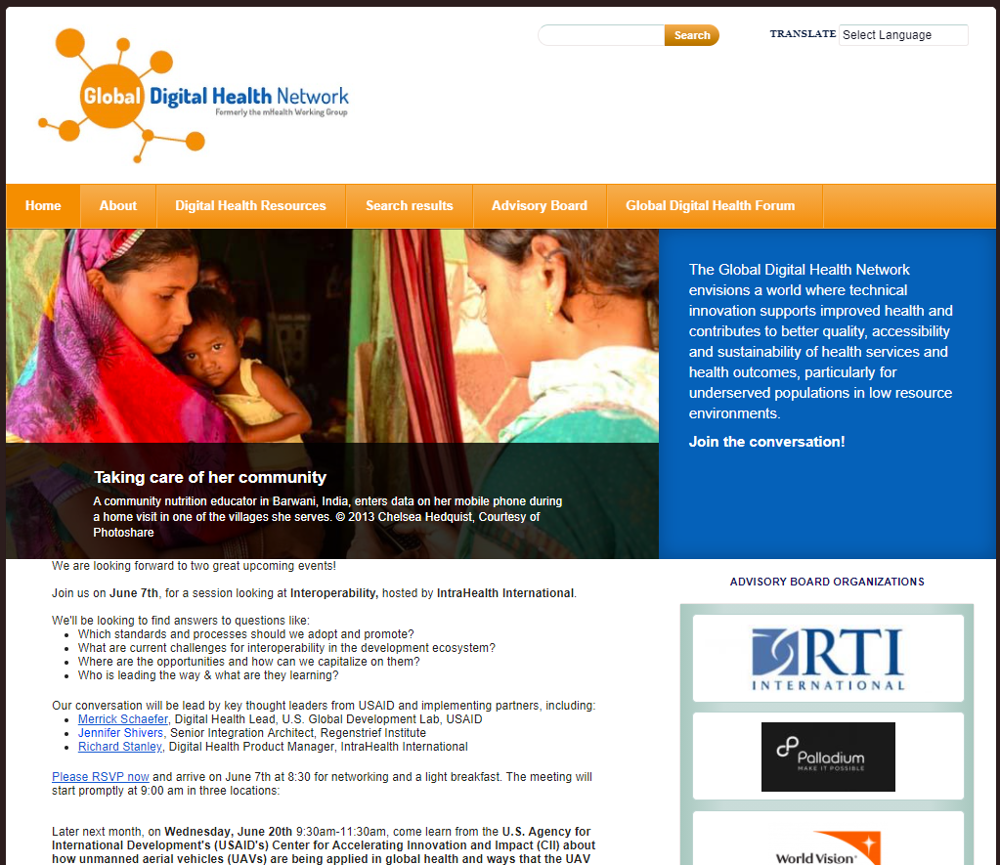 Search
TRANSLATE Select Language
Global Digital Health Network
Formerly the mHealth Working Group
Home About Digital Health Resources Search results Advisory Board Global Digital Health Forum
The Global Digital Health Network
envisions a world where technical
innovation supports improved health and
contributes to better quality, accessibility
and sustainability of health services and
health outcomes, particularly for
underserved populations in low resource
environments.
Join the conversation!
Taking care of her community
A community nutrition educator in Barwani, India, enters data on her mobile phone during
a home visit in one of the villages she serves. © 2013 Chelsea Hedquist, Courtesy of
Photoshare
We are looking forward to two great upcoming events!
Join us on June 7th, for a session looking at Interoperability, hosted by IntraHealth International.
We'll be looking to find answers to questions like:
• Which standards and processes should we adopt and promote?
• What are current challenges for interoperability in the development ecosystem?
• Where are the opportunities and how can we capitalize on them?
• Who is leading the way & what are they learning?
Our conversation will be lead by key thought leaders from USAID and implementing partners, including:
• Merrick Schaefer, Digital Health Lead, U.S. Global Development Lab, USAID
• Jennifer Shivers, Senior Integration Architect, Regenstrief Institute
• Richard Stanley, Digital Health Product Manager, IntraHealth International
Please RSVP now and arrive on June 7th at 8:30 for networking and a light breakfast. The meeting will
start promptly at 9:00 am in three locations:
Later next month, on Wednesday, June 20th 9:30am-11:30am, come learn from the U.S. Agency for
International Development's (USAID's) Center for Accelerating Innovation and Impact (CII) about
how unmanned aerial vehicles (UAVs) are being applied in global health and ways that the UAV
ADVISORY BOARD ORGANIZATIONS
RTI
INTERNATIONAL
Palladium
MAKE IT POSSIBLE
World Vision